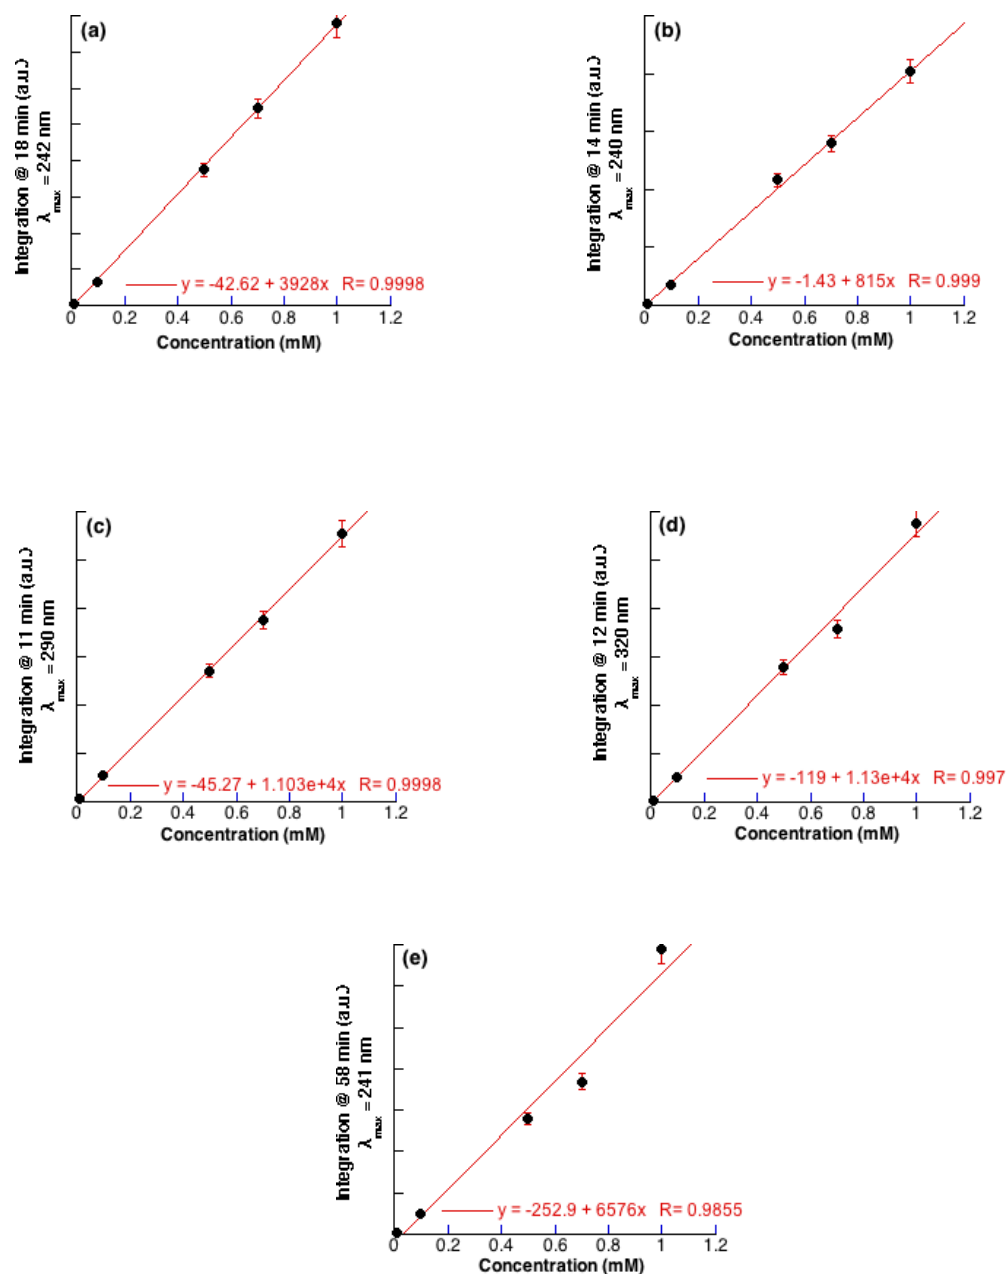 (a)
Integration @ 18 min (a.u.)
λmax = 242 nm
y = -42.62 + 3928x R= 0.9998
0 0.2 0.4 0.6 0.8 1 1.2
Concentration (mM)
(b)
Integration @ 14 min (a.u.)
λmax = 240 nm
y = -1.43 + 815x R= 0.999
0 0.2 0.4 0.6 0.8 1 1.2
Concentration (mM)
(c)
Integration @ 11 min (a.u.)
λmax = 290 nm
y = -45.27 + 1.103e+4x R= 0.9998
0 0.2 0.4 0.6 0.8 1 1.2
Concentration (mM)
(d)
Integration @ 12 min (a.u.)
λmax = 320 nm
y = -119 + 1.13e+4x R= 0.997
0 0.2 0.4 0.6 0.8 1 1.2
Concentration (mM)
(e)
Integration @ 58 min (a.u.)
λmax = 241 nm
y = -252.9 + 6576x R= 0.9855
0 0.2 0.4 0.6 0.8 1 1.2
Concentration (mM)